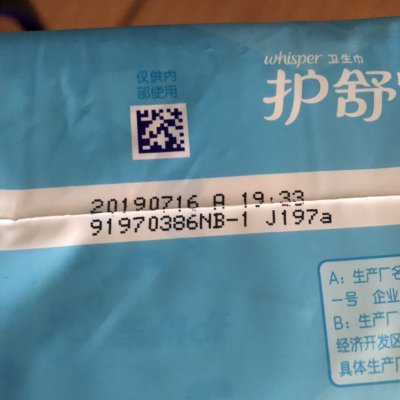 whisper 卫生巾
护舒
仅供内
部使用
20190716 A 19:33
91970386NB-1 J197a
A: 生产厂名
一号 企业
B: 生产厂
经济开发区
具体生产厂